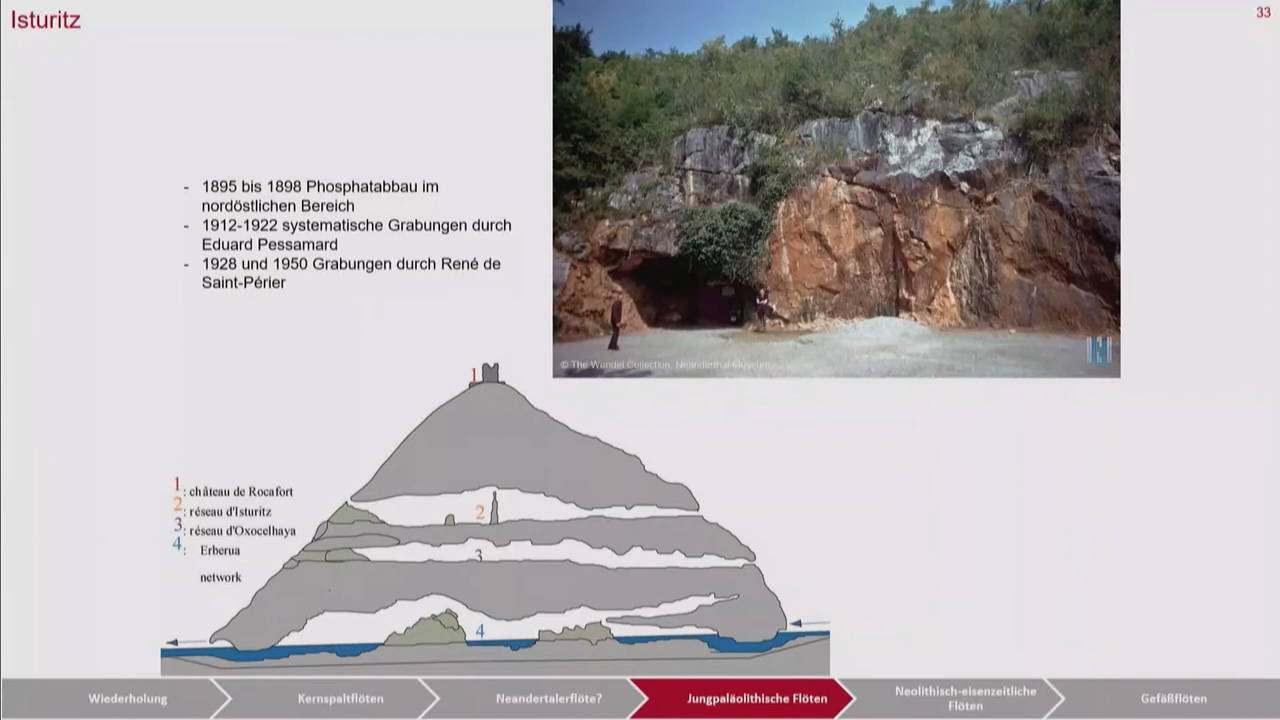 Isturitz
33
- 1895 bis 1898 Phosphatabbau im
nordöstlichen Bereich
- 1912-1922 systematische Grabungen durch
Eduard Pessamard
- 1928 und 1950 Grabungen durch René de
Saint-Périer
© The Wendel Collection, Neanderthal Museum
1
1 : château de Rocafort
2 : réseau d'Isturitz
3 : réseau d'Oxocelhaya
4 : Erberua
network
2
3
4
Wiederholung
Kernspaltflöten
Neandertalerflöte?
Jungpaläolithische Flöten
Neolithisch-eisenzeitliche
Flöten
Gefäßflöten